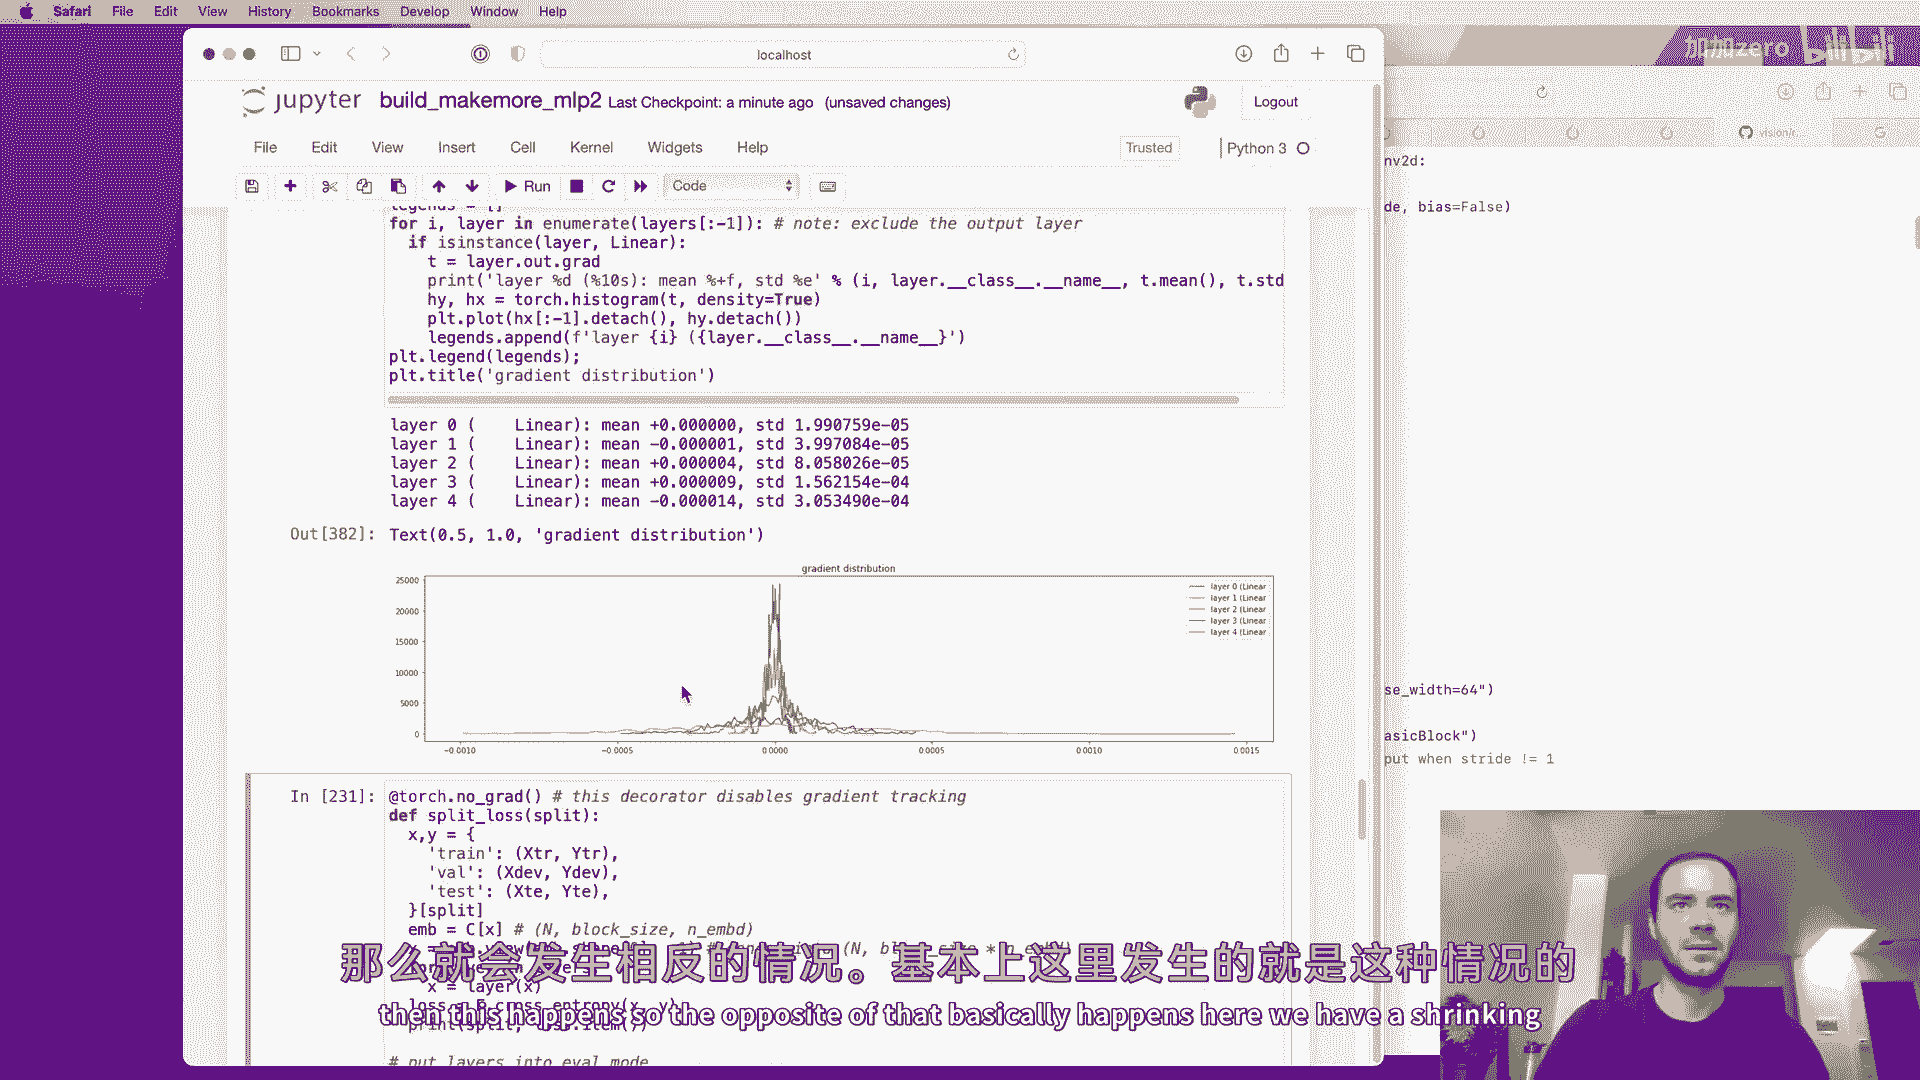 Safari File Edit View History Bookmarks Develop Window Help
localhost
加加zero bilibili
jupyter build_makemore_mlp2 Last Checkpoint: a minute ago (unsaved changes)
Logout
File Edit View Insert Cell Kernel Widgets Help
Trusted Python 3
Run Code
legends = []
for i, layer in enumerate(layers[:-1]): # note: exclude the output layer
if isinstance(layer, Linear):
t = layer.out.grad
print('layer %d (%10s): mean %+f, std %e' % (i, layer.__class__.__name__, t.mean(), t.std
hy, hx = torch.histogram(t, density=True)
plt.plot(hx[:-1].detach(), hy.detach())
legends.append(f'layer {i} ({layer.__class__.__name__}')
plt.legend(legends);
plt.title('gradient distribution')
layer 0 ( Linear): mean +0.000000, std 1.990759e-05
layer 1 ( Linear): mean -0.000001, std 3.997084e-05
layer 2 ( Linear): mean +0.000004, std 8.058026e-05
layer 3 ( Linear): mean +0.000009, std 1.562154e-04
layer 4 ( Linear): mean -0.000014, std 3.053490e-04
Out[382]: Text(0.5, 1.0, 'gradient distribution')
gradient distribution
25000
20000
15000
10000
5000
0
−0.0010 −0.0005 0.0000 0.0005 0.0010 0.0015
layer 0 (Linear
layer 1 (Linear
layer 2 (Linear
layer 3 (Linear
layer 4 (Linear
In [231]: @torch.no_grad() # this decorator disables gradient tracking
def split_loss(split):
x,y = {
'train': (Xtr, Ytr),
'val': (Xdev, Ydev),
'test': (Xte, Yte),
}[split]
emb = C[x] # (N, block_size, n_embd)
x = layer(x)
# put layers into eval mode
vision/r...
nv2d:
de, bias=False)
se_width=64")
asicBlock")
put when stride != 1
那么就会发生相反的情况。基本上这里发生的就是这种情况的
then this happens so the opposite of that basically happens here we have a shrinking